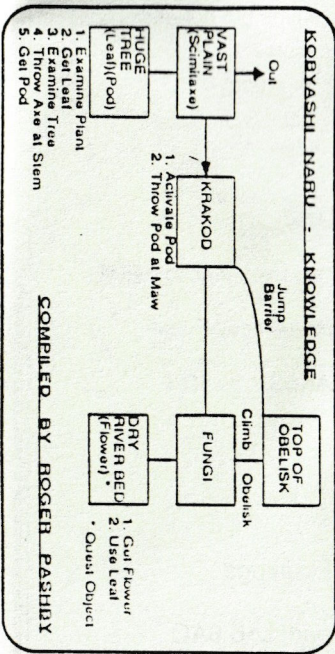 KOBYASHI NARU - KNOWLEDGE
Out
VAST
PLAIN
(Scimitaxe)
HUGE
TREE
(Leaf)(Pod)
1. Examine Plant
2. Get Leaf
3. Examine Tree
4. Throw Axe at Stem
5. Get Pod
KRAKOD
1. Activate Pod
2. Throw Pod at Maw
Jump
Barrier
TOP OF
OBELISK
Climb Obelisk
FUNGI
DRY
RIVER BED
(Flower) *
1. Get Flower
2. Use Leaf
* Quest Object
COMPILED BY ROGER PASHBY